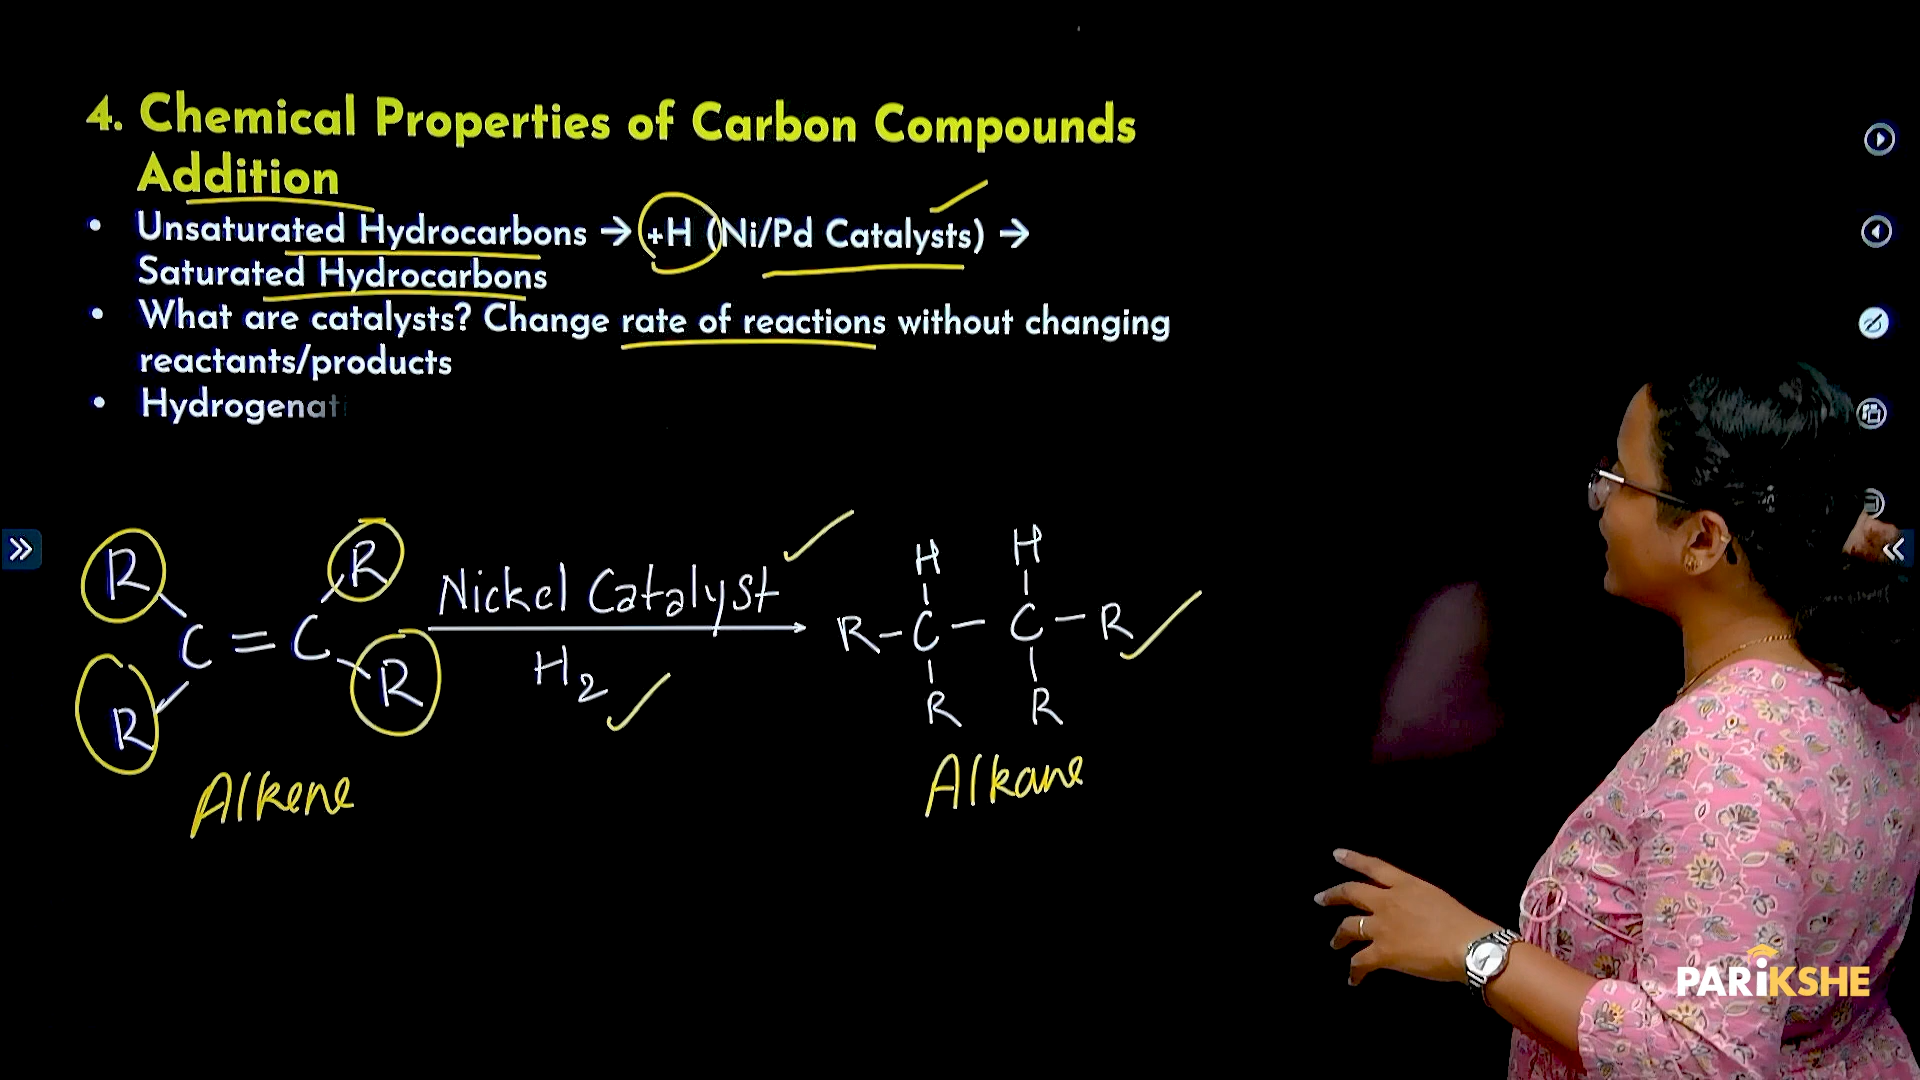 4. Chemical Properties of Carbon Compounds
Addition
• Unsaturated Hydrocarbons → +H (Ni/Pd Catalysts) →
Saturated Hydrocarbons
• What are catalysts? Change rate of reactions without changing
reactants/products
• Hydrogenat
R R
C = C
R R
Nickel Catalyst
H2
H H
R-C-C-R
R R
Alkene
Alkane
PARiKSHE